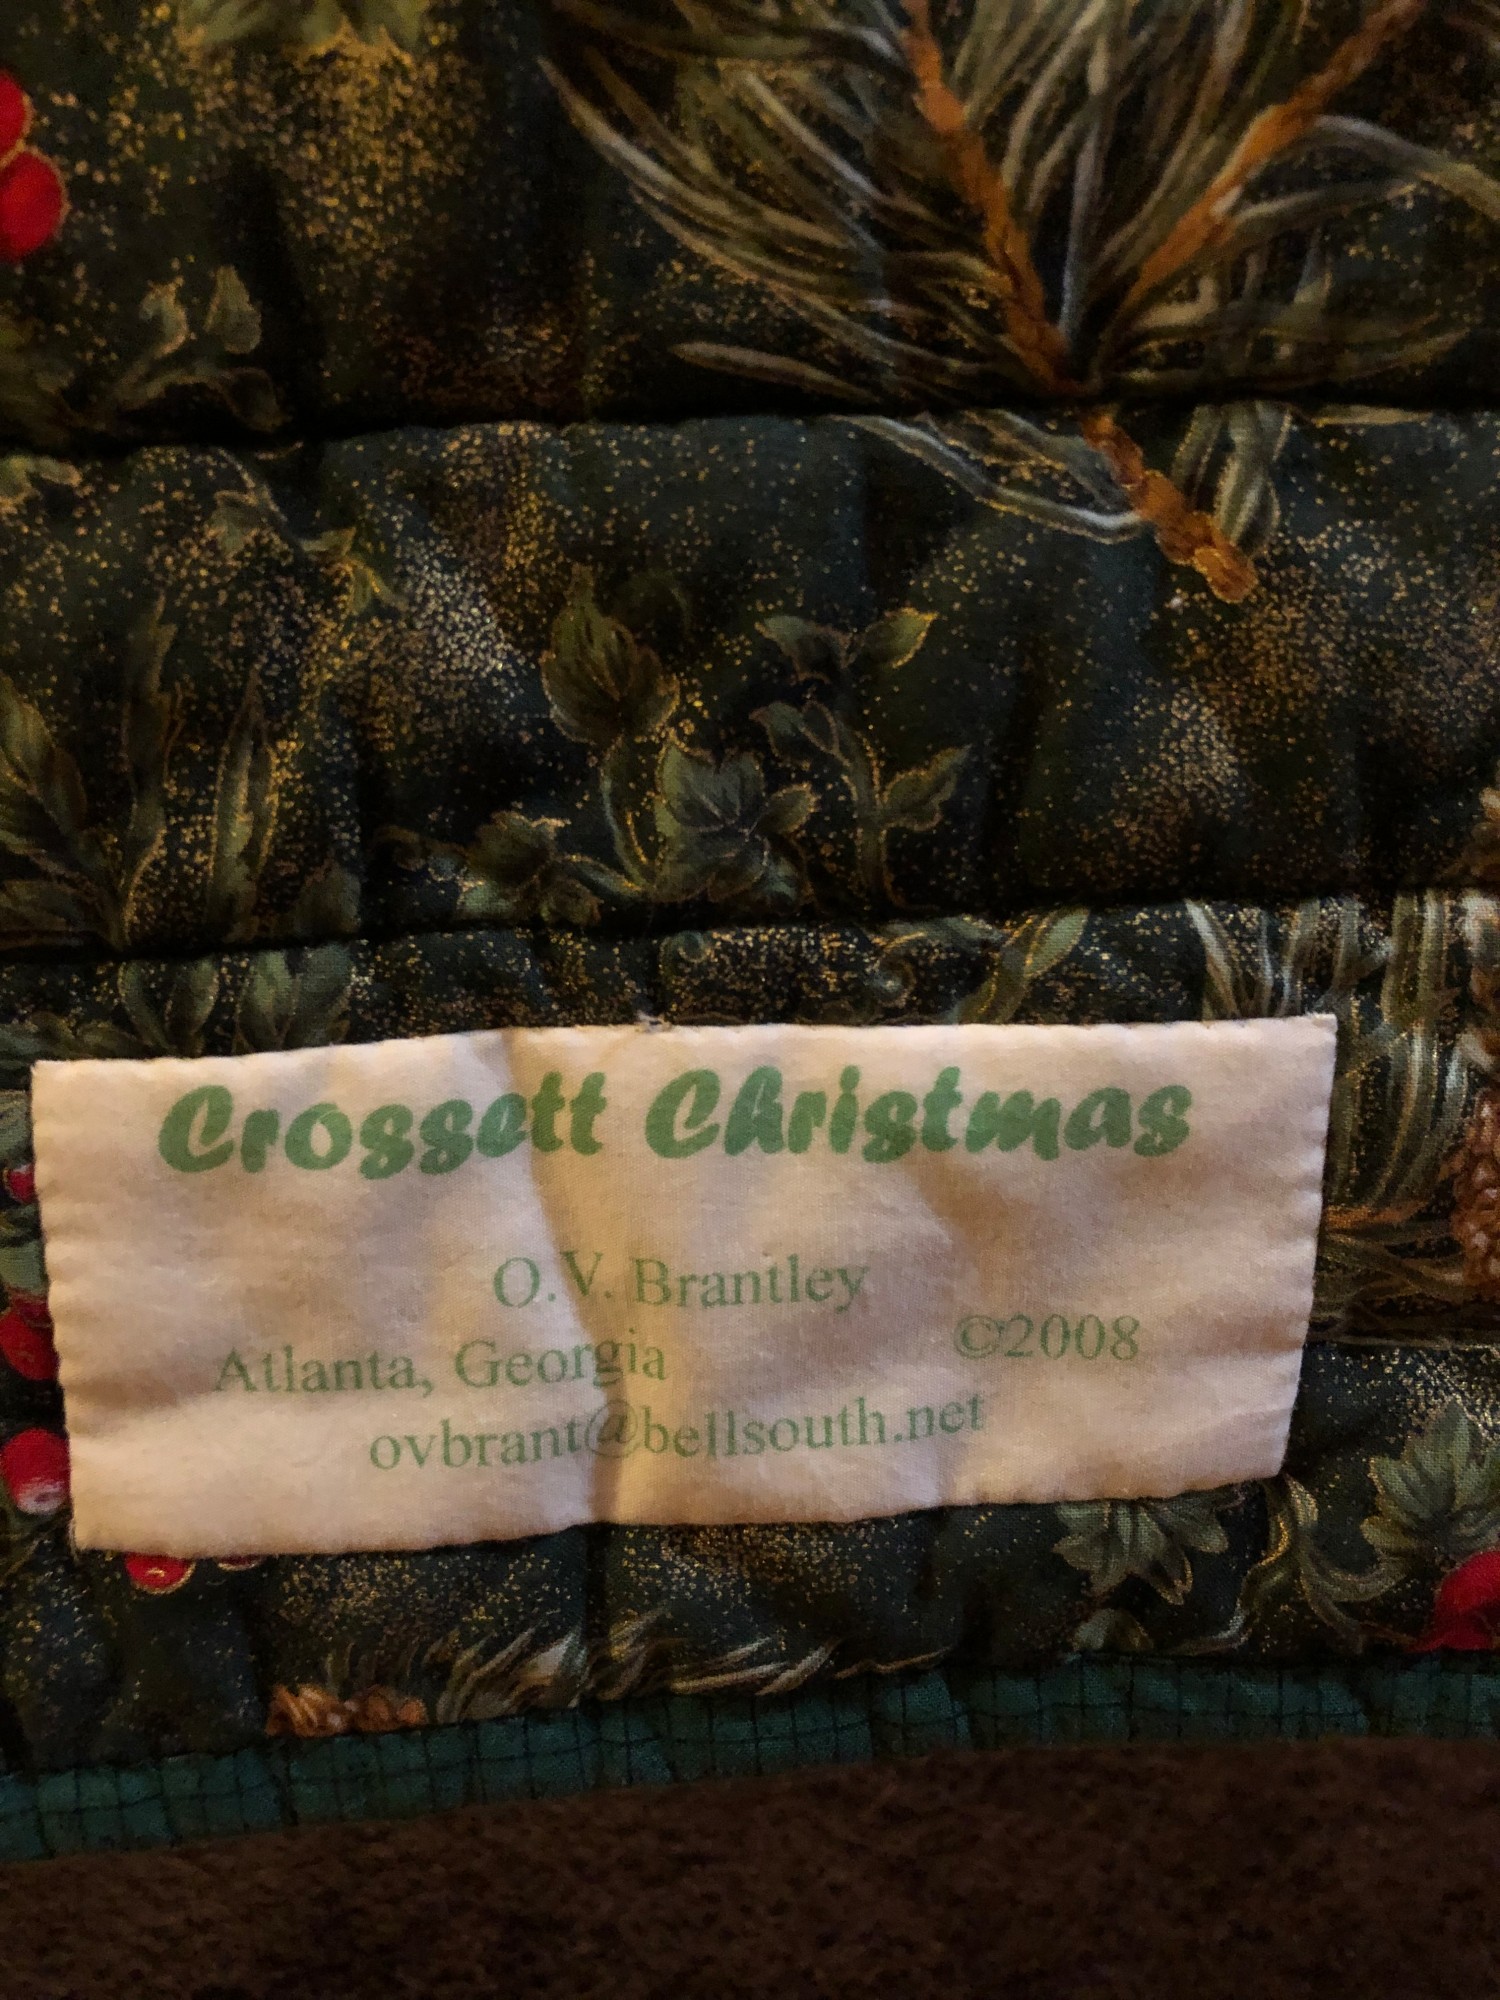 Crossett Christmas
O.V. Brantley
Atlanta, Georgia ©2008
ovbrant@bellsouth.net